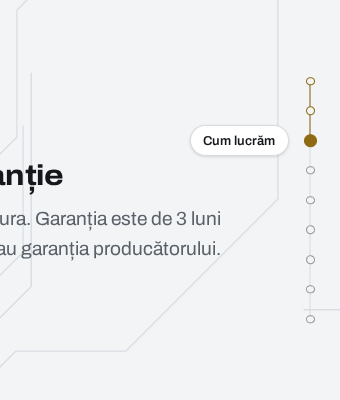 Cum lucrăm
anție
ura. Garanția este de 3 luni
au garanția producătorului.